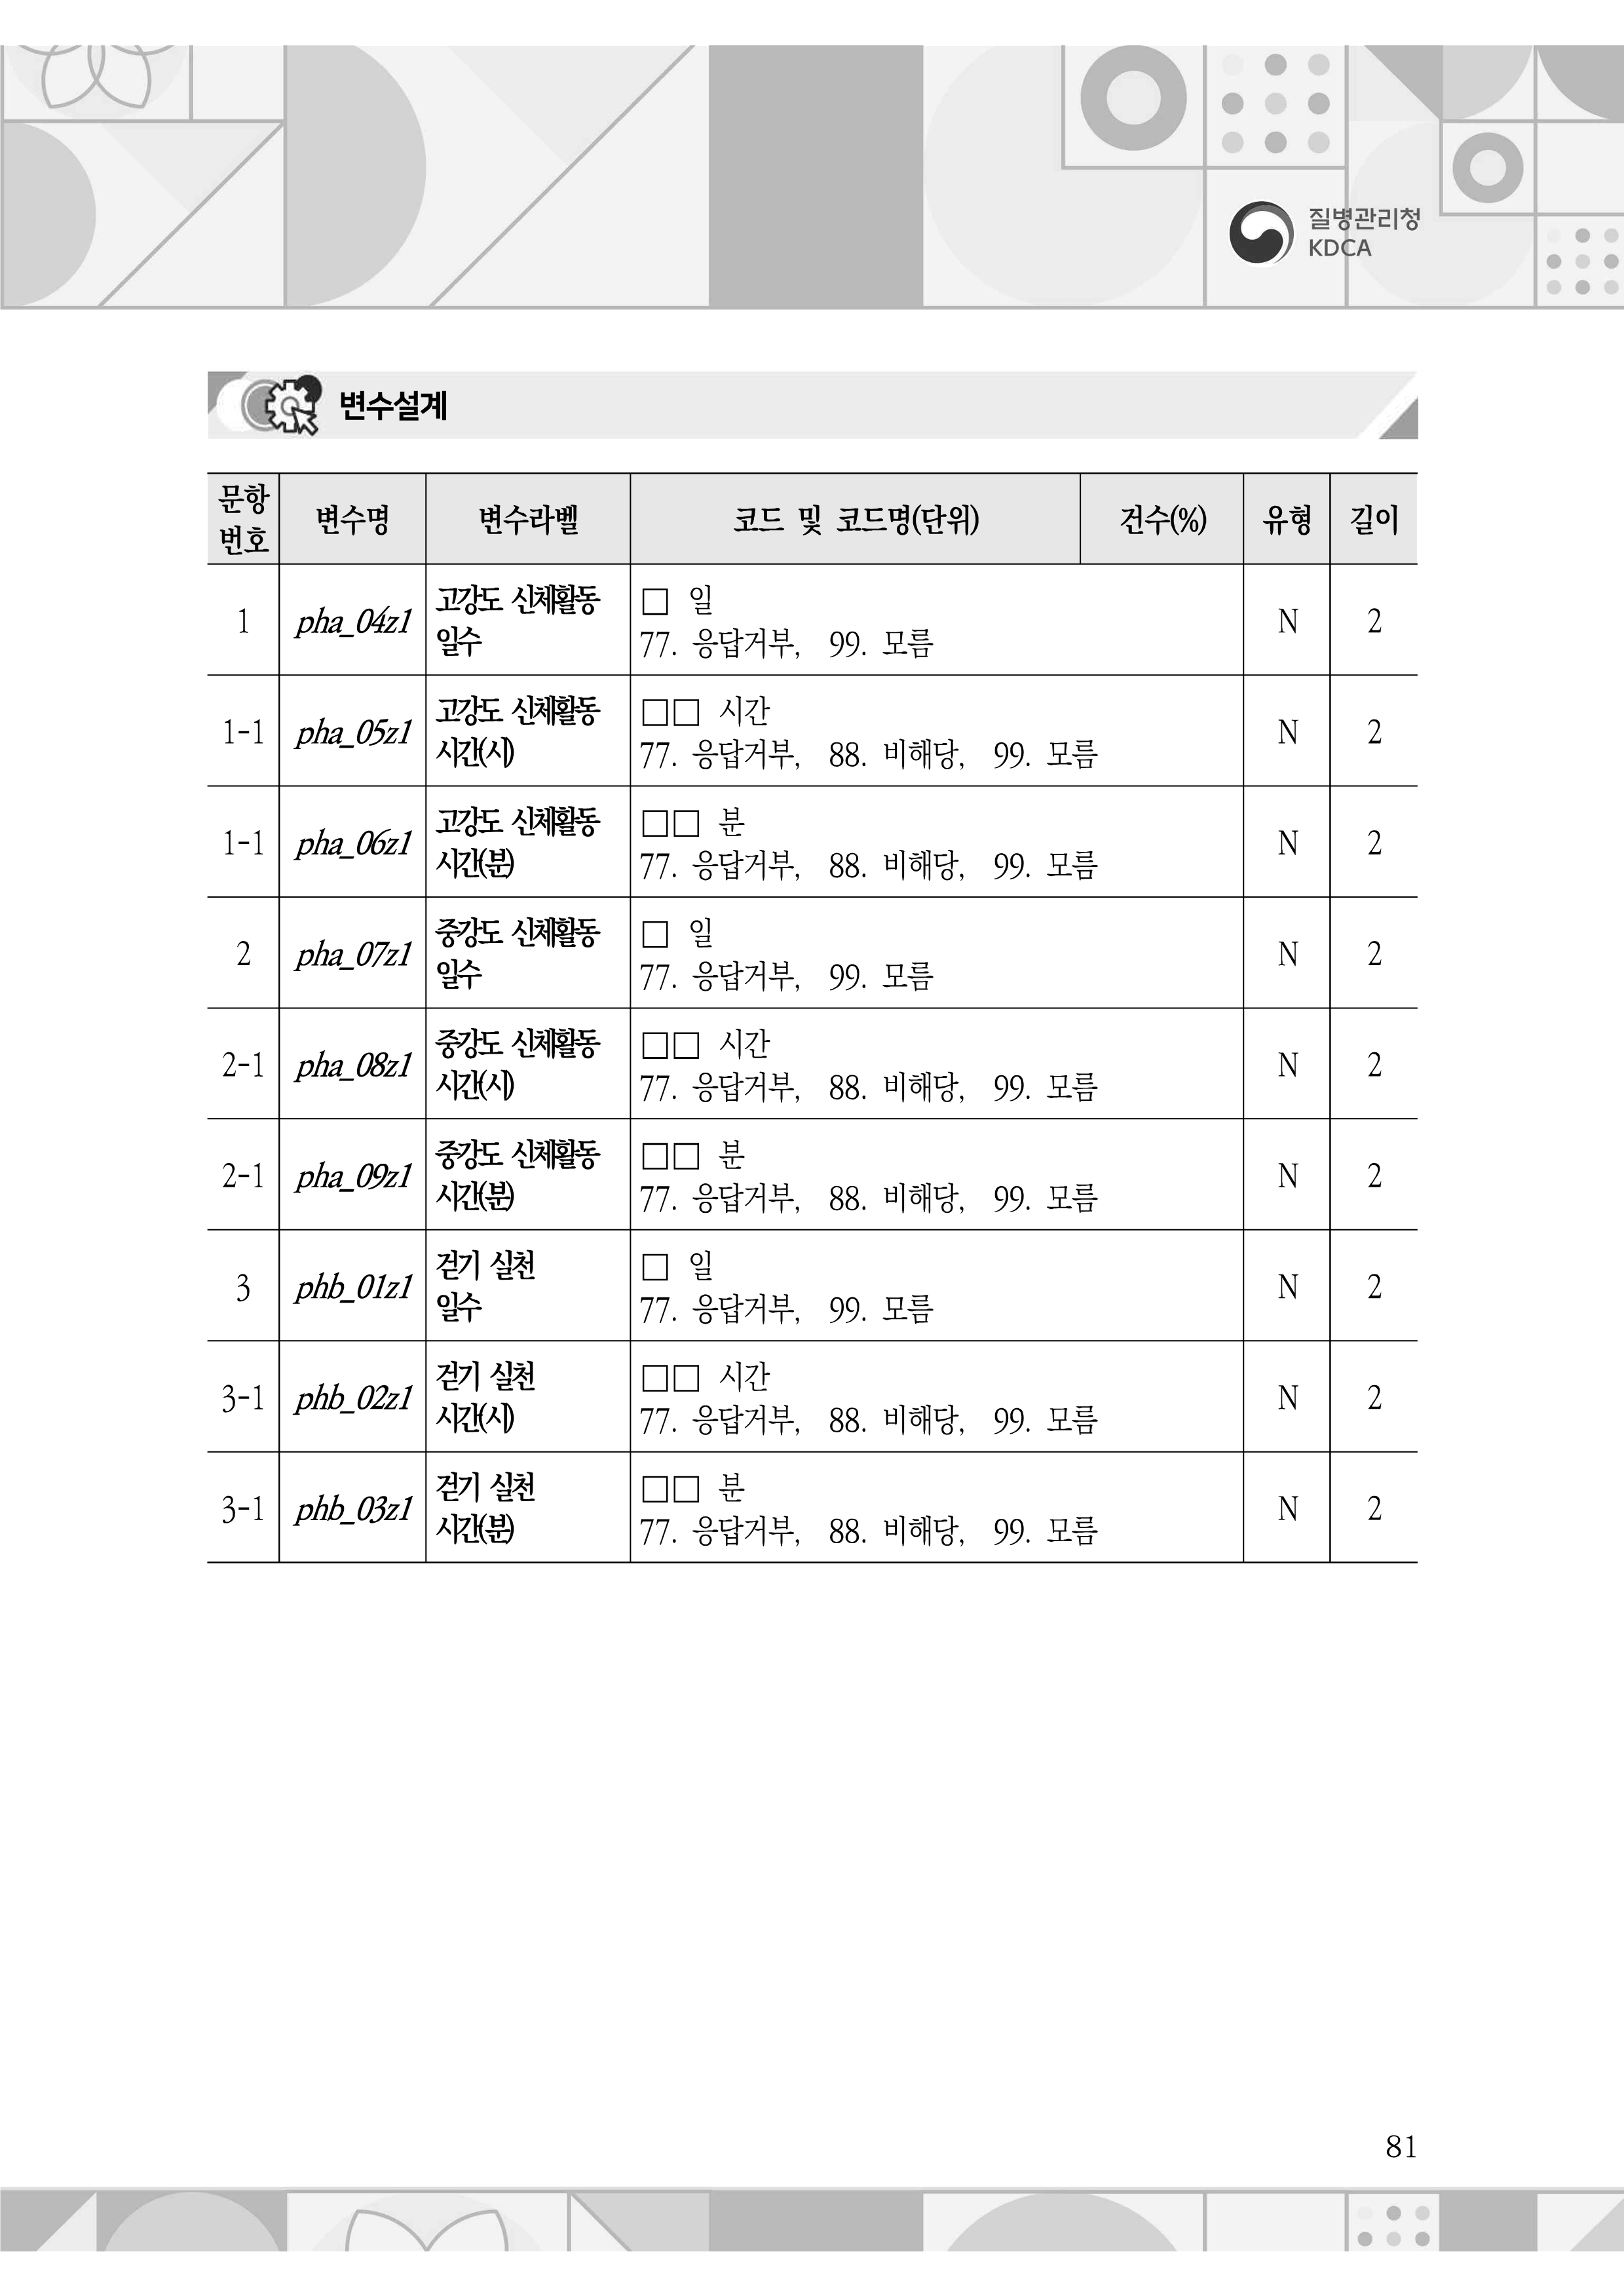 질병관리청
KDCA
변수설계
문항
번호
변수명
변수라벨
코드 및 코드명(단위)
건수(%)
유형
길이
1
pha_04z1
고강도 신체활동
일수
□ 일
77. 응답거부, 99. 모름
N
2
1-1
pha_05z1
고강도 신체활동
시간(시)
□□ 시간
77. 응답거부, 88. 비해당, 99. 모름
N
2
1-1
pha_06z1
고강도 신체활동
시간(분)
□□ 분
77. 응답거부, 88. 비해당, 99. 모름
N
2
2
pha_07z1
중강도 신체활동
일수
□ 일
77. 응답거부, 99. 모름
N
2
2-1
pha_08z1
중강도 신체활동
시간(시)
□□ 시간
77. 응답거부, 88. 비해당, 99. 모름
N
2
2-1
pha_09z1
중강도 신체활동
시간(분)
□□ 분
77. 응답거부, 88. 비해당, 99. 모름
N
2
3
phb_01z1
걷기 실천
일수
□ 일
77. 응답거부, 99. 모름
N
2
3-1
phb_02z1
걷기 실천
시간(시)
□□ 시간
77. 응답거부, 88. 비해당, 99. 모름
N
2
3-1
phb_03z1
걷기 실천
시간(분)
□□ 분
77. 응답거부, 88. 비해당, 99. 모름
N
2
81